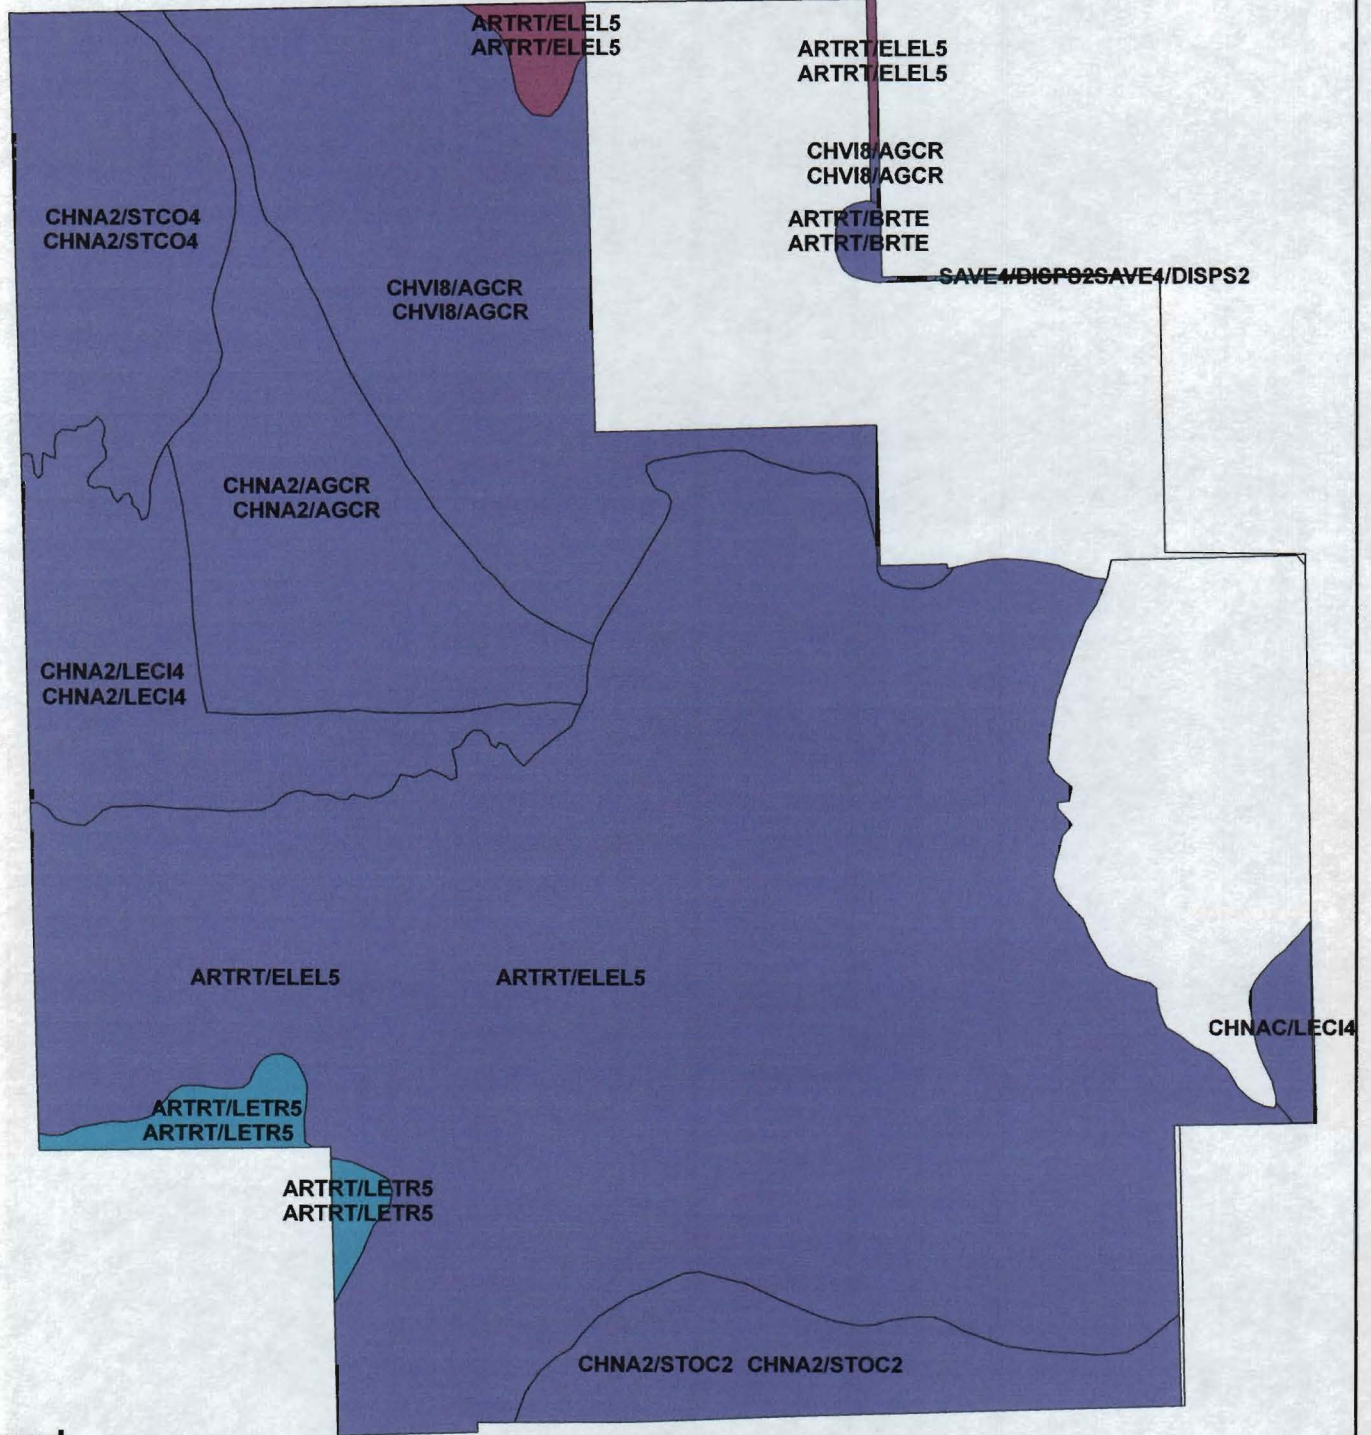 ARTRT/ELEL5
ARTRT/ELEL5
ARTRT/ELEL5
ARTRT/ELEL5
CHVI8/AGCR
CHVI8/AGCR
CHNA2/STCO4
CHNA2/STCO4
ARTRT/BRTE
ARTRT/BRTE
SAVE4/DISPS2SAVE4/DISPS2
CHVI8/AGCR
CHVI8/AGCR
CHNA2/AGCR
CHNA2/AGCR
CHNA2/LECI4
CHNA2/LECI4
ARTRT/ELEL5 ARTRT/ELEL5
CHNAC/LECI4
ARTRT/LETR5
ARTRT/LETR5
ARTRT/LETR5
ARTRT/LETR5
CHNA2/STOC2 CHNA2/STOC2